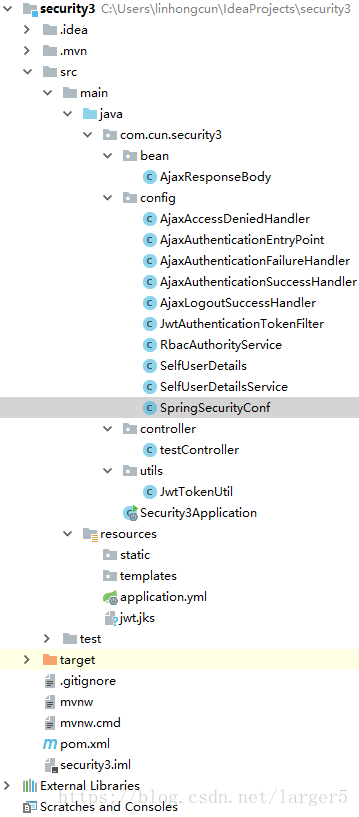 security3 C:\Users\linhongcun\IdeaProjects\security3
.idea
.mvn
src
main
java
com.cun.security3
bean
AjaxResponseBody
config
AjaxAccessDeniedHandler
AjaxAuthenticationEntryPoint
AjaxAuthenticationFailureHandler
AjaxAuthenticationSuccessHandler
AjaxLogoutSuccessHandler
JwtAuthenticationTokenFilter
RbacAuthorityService
SelfUserDetails
SelfUserDetailsService
SpringSecurityConf
controller
testController
utils
JwtTokenUtil
Security3Application
resources
static
templates
application.yml
jwt.jks
test
target
.gitignore
mvnw
mvnw.cmd
pom.xml
security3.iml
External Libraries
https://blog.csdn.net/larger5
Scratches and Consoles